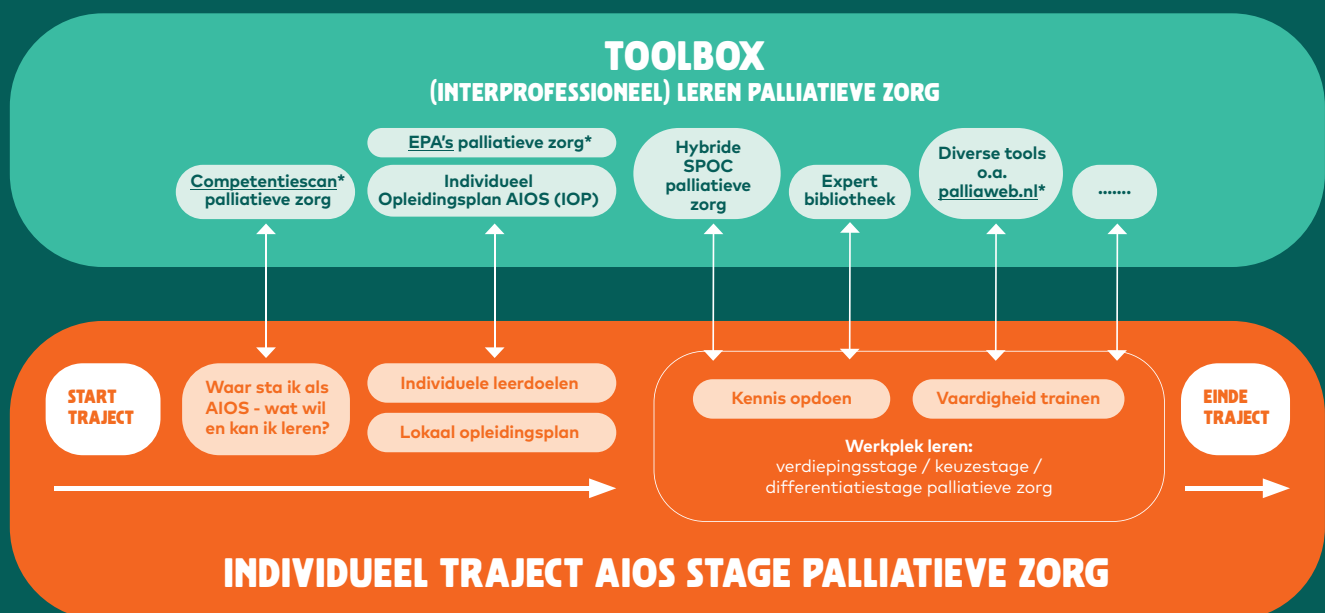 TOOLBOX
(INTERPROFESSIONEEL) LEREN PALLIATIEVE ZORG
Competentiescan*
palliatieve zorg
EPA's palliatieve zorg*
Individueel
Opleidingsplan AIOS (IOP)
Hybride
SPOC
palliatieve
zorg
Expert
bibliotheek
Diverse tools
o.a.
palliaweb.nl*
.......
START
TRAJECT
Waar sta ik als
AIOS - wat wil
en kan ik leren?
Individuele leerdoelen
Lokaal opleidingsplan
Kennis opdoen
Vaardigheid trainen
Werkplek leren:
verdiepingsstage / keuzestage /
differentiatiestage palliatieve zorg
EINDE
TRAJECT
INDIVIDUEEL TRAJECT AIOS STAGE PALLIATIEVE ZORG